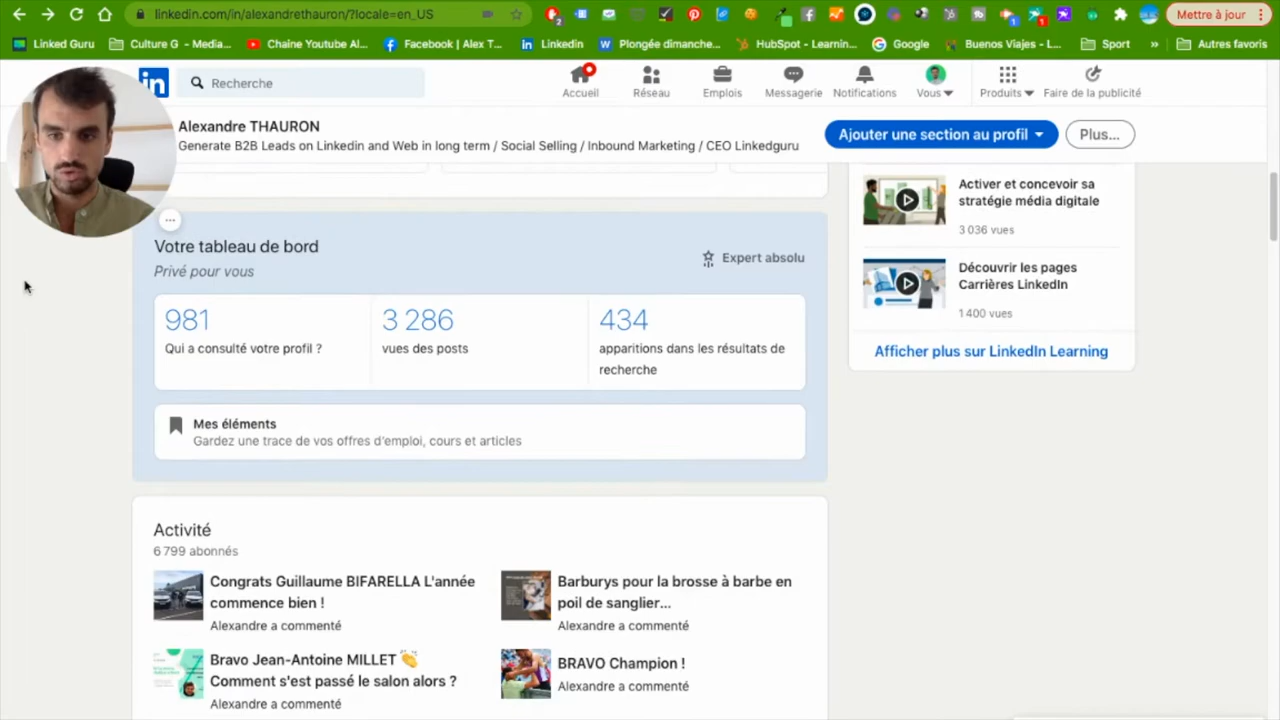 linkedin.com/in/alexandrethauron/?locale=en_US
Mettre à jour
Linked Guru
Culture G - Media...
Chaine Youtube Al...
Facebook | Alex T...
Linkedin
Plongée dimanche...
HubSpot - Learnin...
Google
Buenos Viajes - L...
Sport
»
Autres favoris
in
Recherche
Accueil
Réseau
Emplois
Messagerie
Notifications
Vous
Produits
Faire de la publicité
Alexandre THAURON
Generate B2B Leads on Linkedin and Web in long term / Social Selling / Inbound Marketing / CEO Linkedguru
Ajouter une section au profil
Plus...
Votre tableau de bord
Privé pour vous
Expert absolu
981
Qui a consulté votre profil ?
3 286
vues des posts
434
apparitions dans les résultats de
recherche
Mes éléments
Gardez une trace de vos offres d'emploi, cours et articles
Activité
6 799 abonnés
Congrats Guillaume BIFARELLA L'année
commence bien !
Alexandre a commenté
Barburys pour la brosse à barbe en
poil de sanglier...
Alexandre a commenté
Bravo Jean-Antoine MILLET 👏
Comment s'est passé le salon alors ?
Alexandre a commenté
BRAVO Champion !
Alexandre a commenté
Activer et concevoir sa
stratégie média digitale
3 036 vues
Découvrir les pages
Carrières LinkedIn
1 400 vues
Afficher plus sur LinkedIn Learning